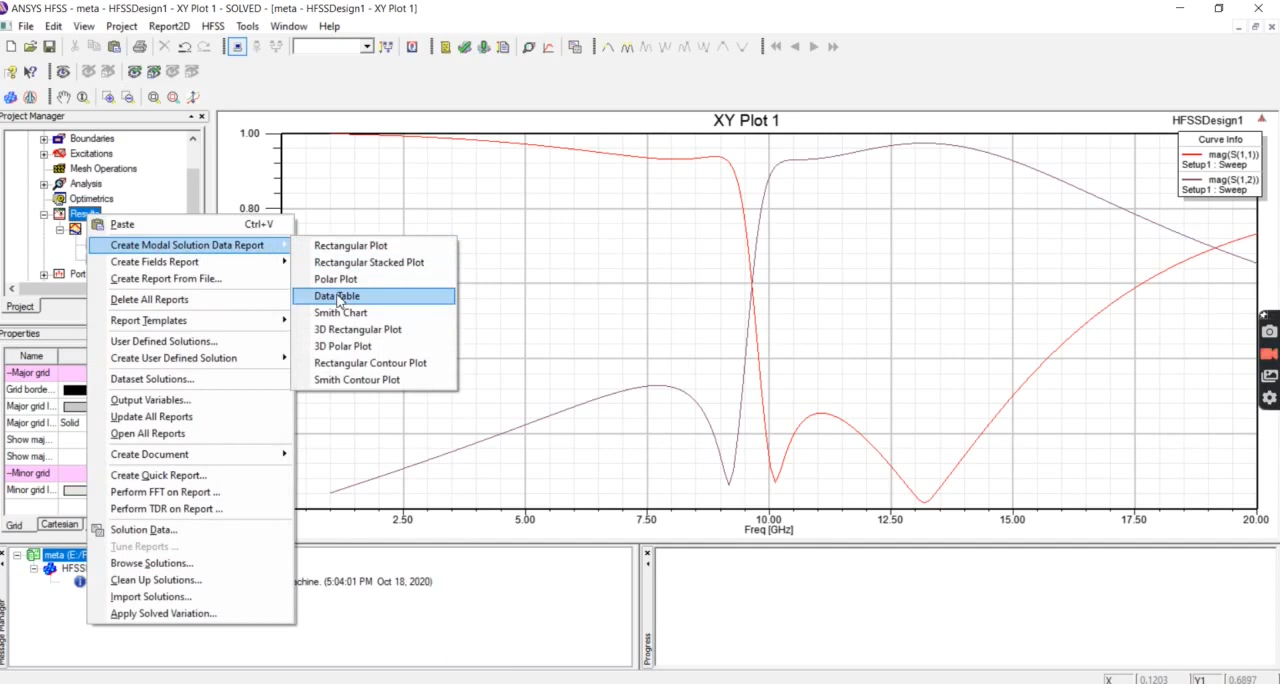 ANSYS HFSS - meta - HFSSDesign1 - XY Plot 1 - SOLVED - [meta - HFSSDesign1 - XY Plot 1]
File Edit View Project Report2D HFSS Tools Window Help
Project Manager
Boundaries
Excitations
Mesh Operations
Analysis
Optimetrics
Results
Port
Project
Properties
Name
--Major grid
Grid borde...
Major grid l...
Major grid l... Solid
Show maj...
Show maj...
--Minor grid
Minor grid l...
Grid Cartesian
Paste Ctrl+V
Create Modal Solution Data Report
Create Fields Report
Create Report From File...
Delete All Reports
Report Templates
User Defined Solutions...
Create User Defined Solution
Dataset Solutions...
Output Variables...
Update All Reports
Open All Reports
Create Document
Create Quick Report...
Perform FFT on Report ...
Perform TDR on Report ...
Solution Data...
Tune Reports ...
Browse Solutions...
Clean Up Solutions...
Import Solutions...
Apply Solved Variation...
Rectangular Plot
Rectangular Stacked Plot
Polar Plot
Data Table
Smith Chart
3D Rectangular Plot
3D Polar Plot
Rectangular Contour Plot
Smith Contour Plot
XY Plot 1
HFSSDesign1
Curve Info
mag(S(1,1))
Setup1 : Sweep
mag(S(1,2))
Setup1 : Sweep
1.00
0.80
2.50 5.00 7.50 10.00 12.50 15.00 17.50 20.00
Freq [GHz]
meta (E:/F
HFSS
achine. (5:04:01 PM Oct 18, 2020)
Message Manager
Progress
X 0.1203 Y1 0.6897